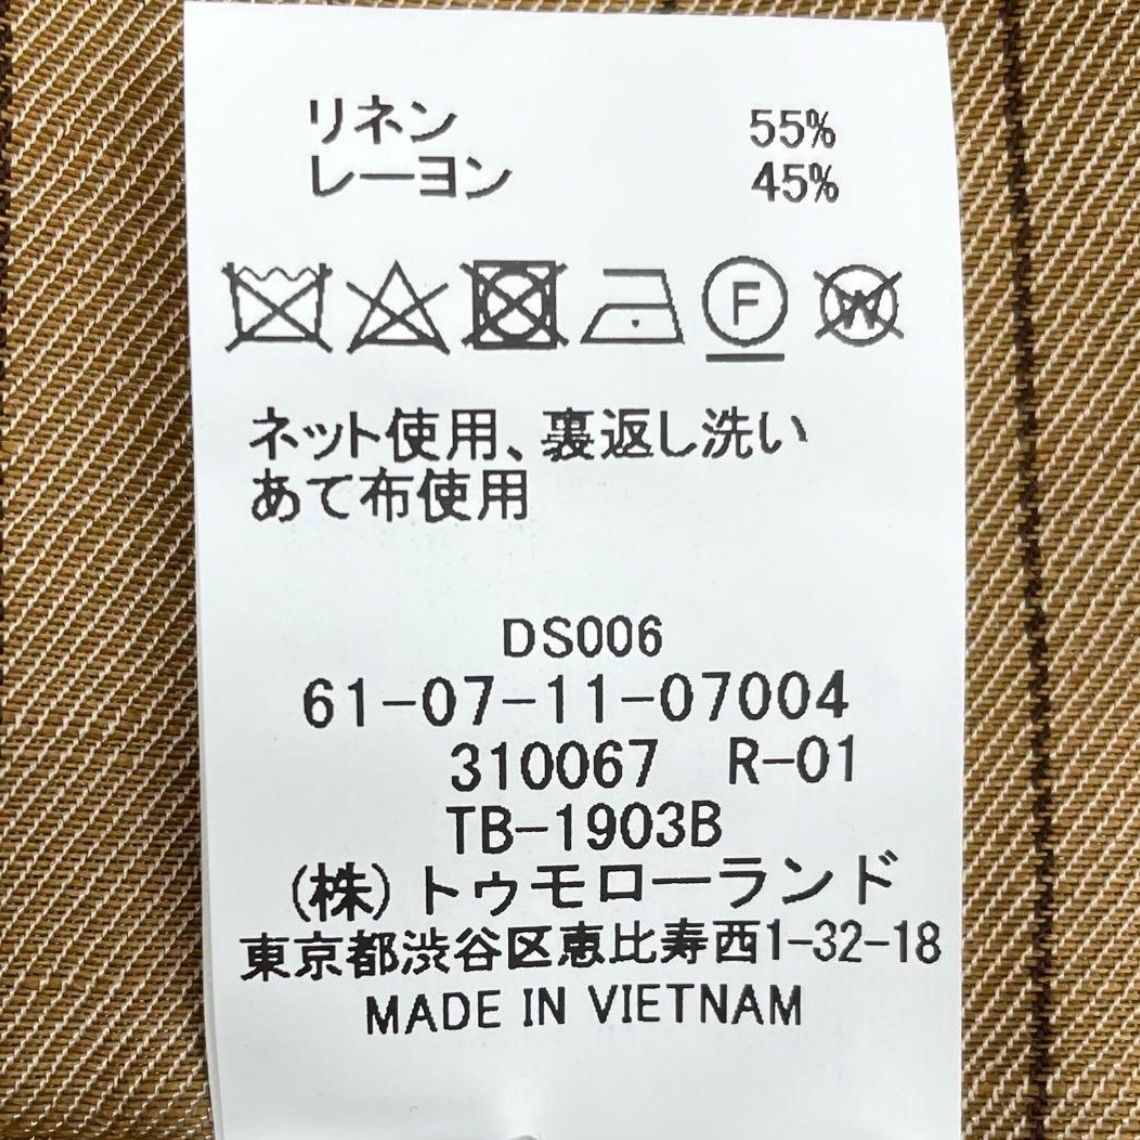 リネン 55%
レーヨン 45%
F W
ネット使用、裏返し洗い
あて布使用
DS006
61-07-11-07004
310067 R-01
TB-1903B
(株)トゥモローランド
東京都渋谷区恵比寿西1-32-18
MADE IN VIETNAM